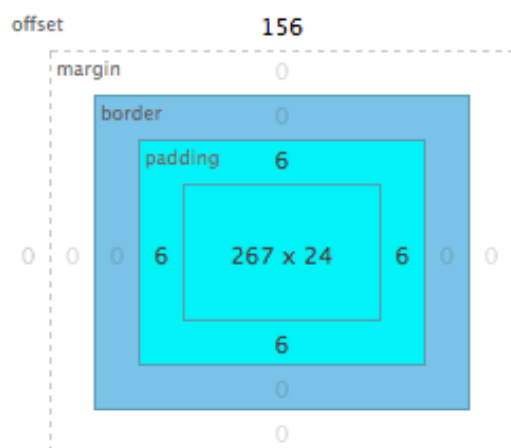 offset 156
margin 0
border 0
padding 6
0 0 0 6 267 x 24 6 0 0
6
0
0